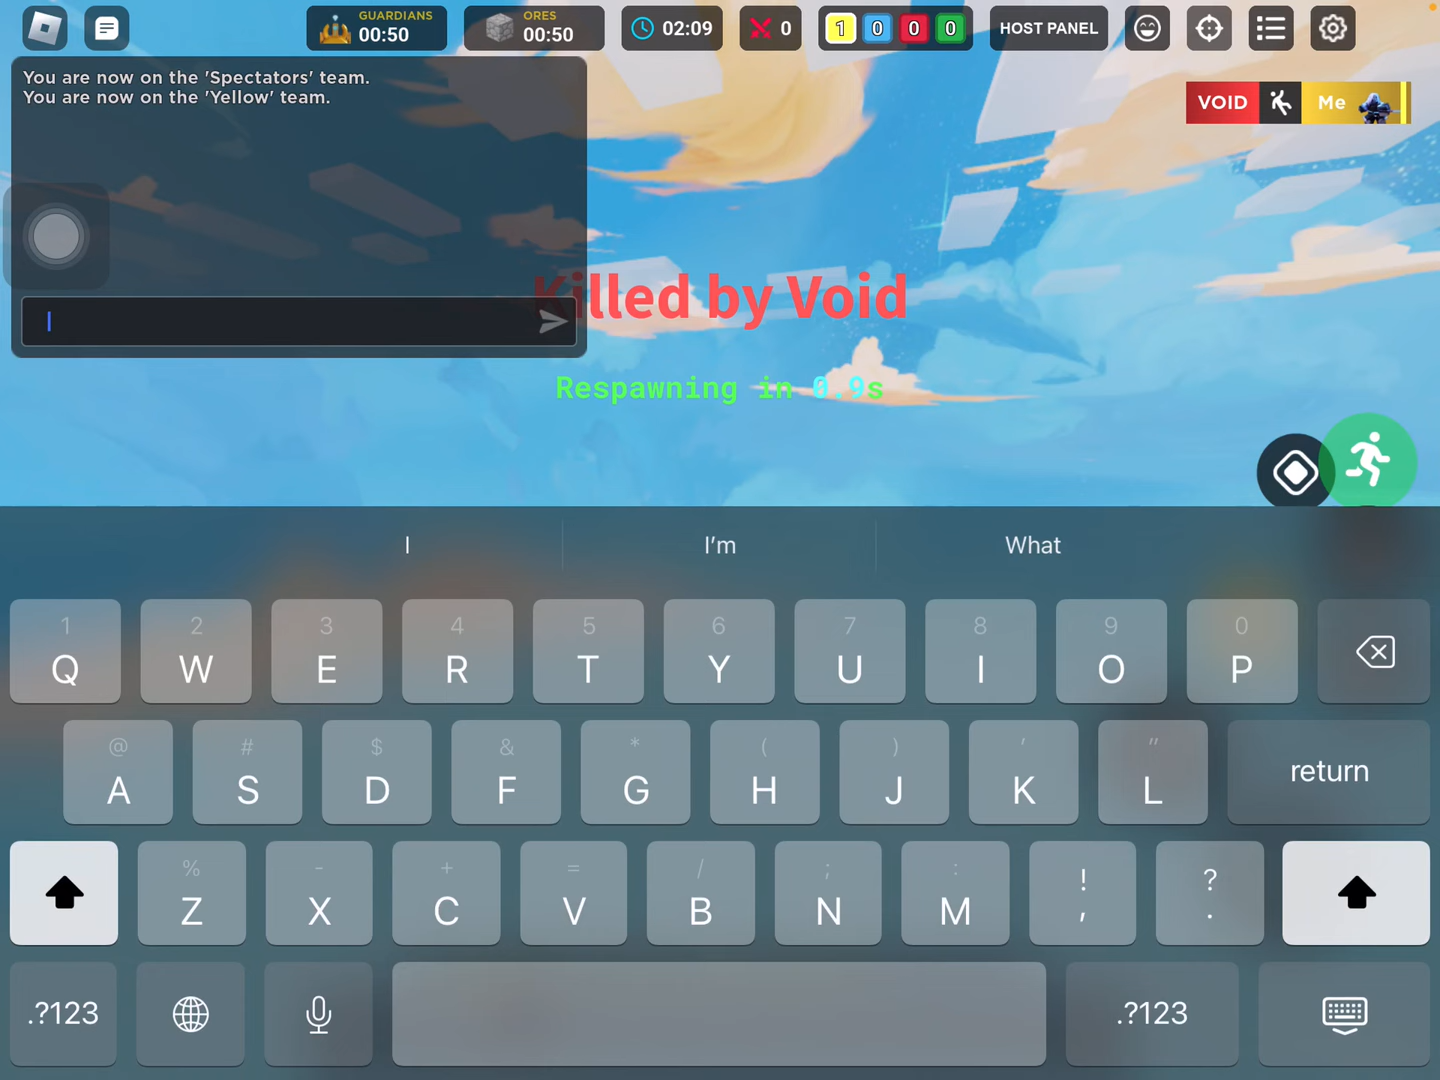 GUARDIANS
00:50
ORES
00:50
02:09
0
1 0 0 0
HOST PANEL
You are now on the 'Spectators' team.
You are now on the 'Yellow' team.
VOID Me
Killed by Void
Respawning in 0.9s
I I'm What
1 2 3 4 5 6 7 8 9 0
Q W E R T Y U I O P
@ # $ & * ( ) ' "
A S D F G H J K L return
% - + = / ; : ! ?
Z X C V B N M , .
.?123 .?123